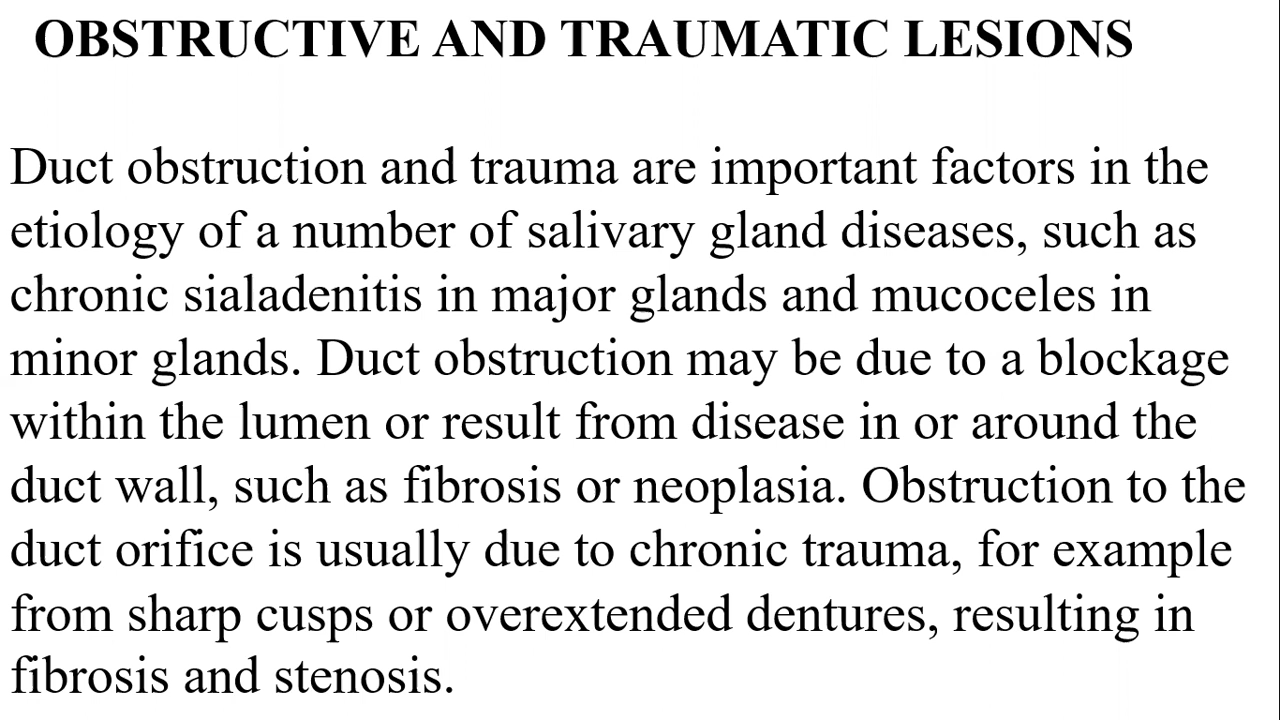 OBSTRUCTIVE AND TRAUMATIC LESIONS
Duct obstruction and trauma are important factors in the
etiology of a number of salivary gland diseases, such as
chronic sialadenitis in major glands and mucoceles in
minor glands. Duct obstruction may be due to a blockage
within the lumen or result from disease in or around the
duct wall, such as fibrosis or neoplasia. Obstruction to the
duct orifice is usually due to chronic trauma, for example
from sharp cusps or overextended dentures, resulting in
fibrosis and stenosis.